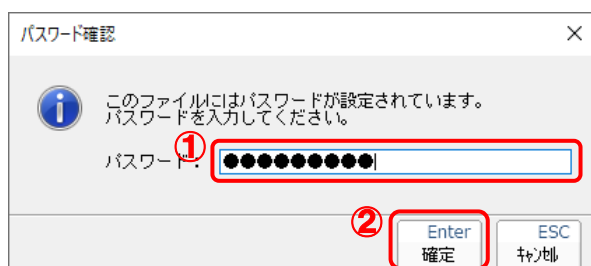 パスワード確認
このファイルにはパスワードが設定されています。
パスワードを入力してください。
①
パスワード： ●●●●●●●●●
②
Enter
確定
ESC
ｷｬﾝｾﾙ